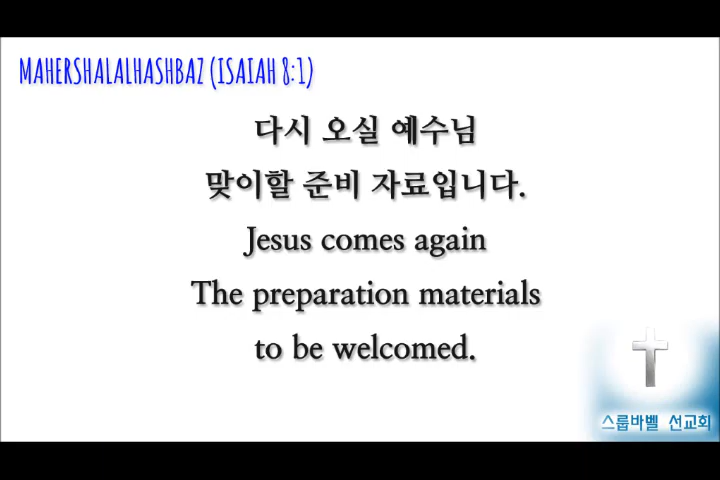 MAHERSHALALHASHBAZ (ISAIAH 8:1)
다시 오실 예수님
맞이할 준비 자료입니다.
Jesus comes again
The preparation materials
to be welcomed.
스룹바벨 선교회